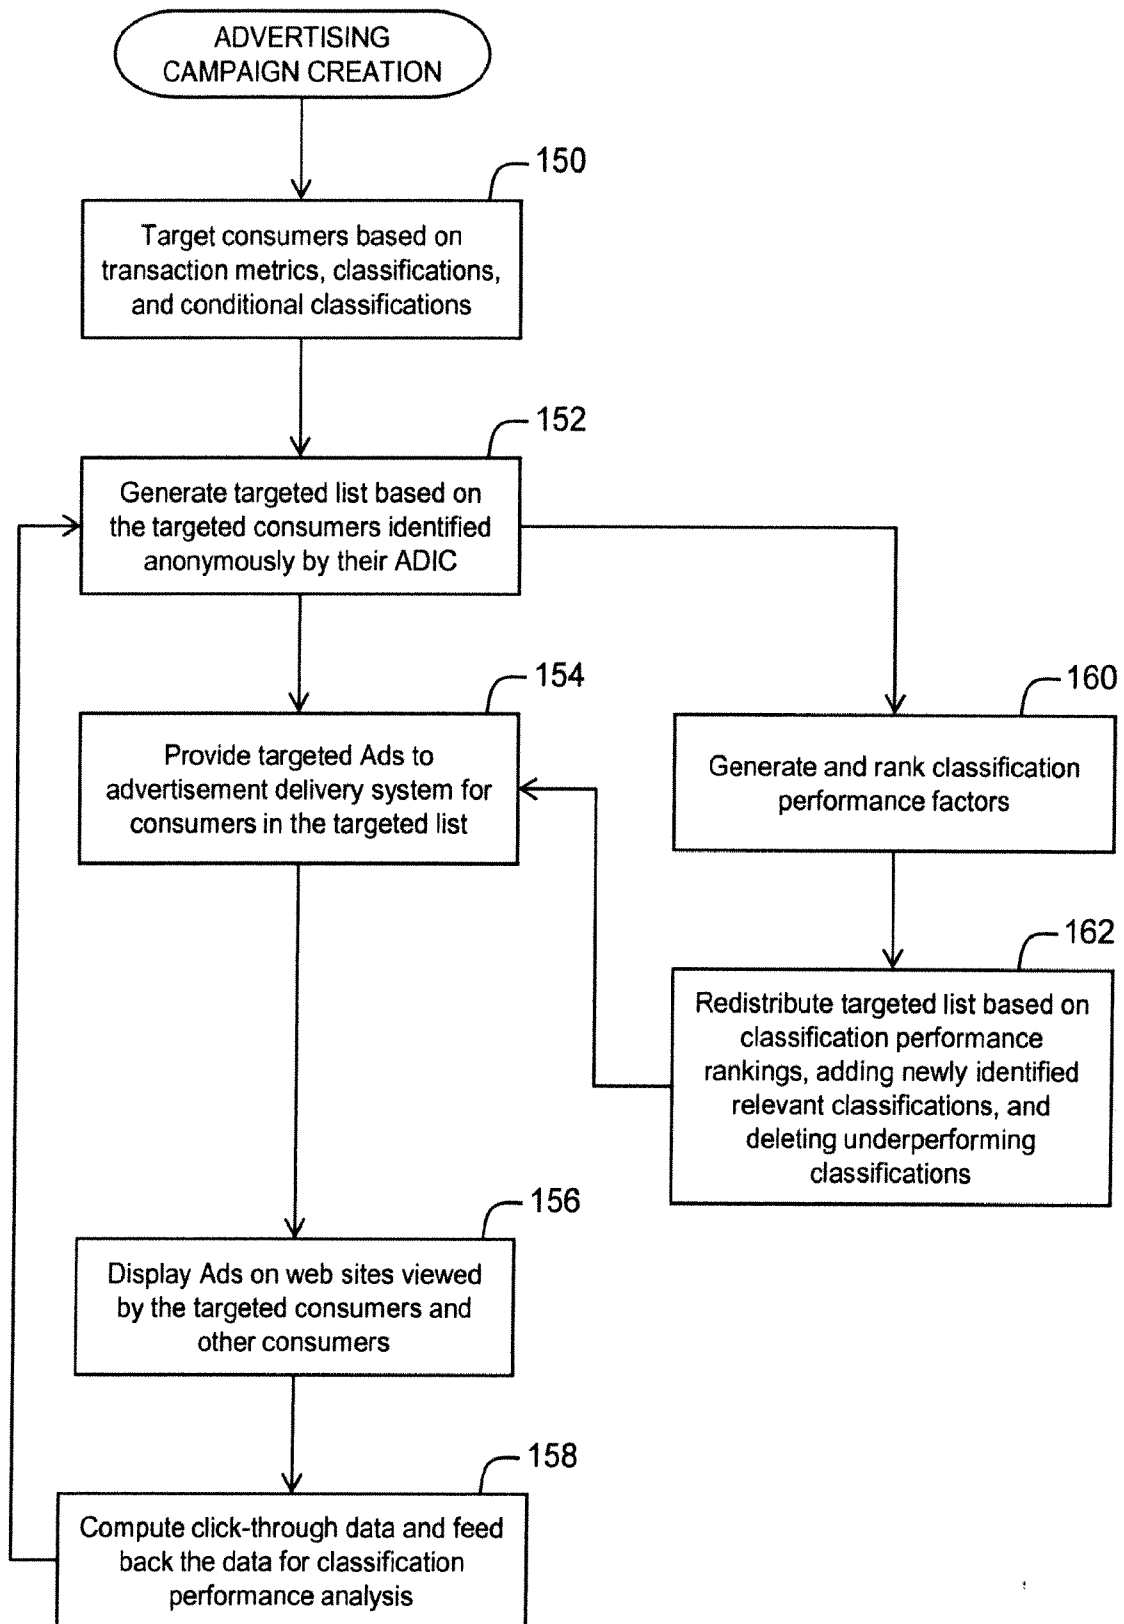 ADVERTISING
CAMPAIGN CREATION
150
Target consumers based on
transaction metrics, classifications,
and conditional classifications
152
Generate targeted list based on
the targeted consumers identified
anonymously by their ADIC
154
Provide targeted Ads to
advertisement delivery system for
consumers in the targeted list
160
Generate and rank classification
performance factors
162
Redistribute targeted list based on
classification performance
rankings, adding newly identified
relevant classifications, and
deleting underperforming
classifications
156
Display Ads on web sites viewed
by the targeted consumers and
other consumers
158
Compute click-through data and feed
back the data for classification
performance analysis